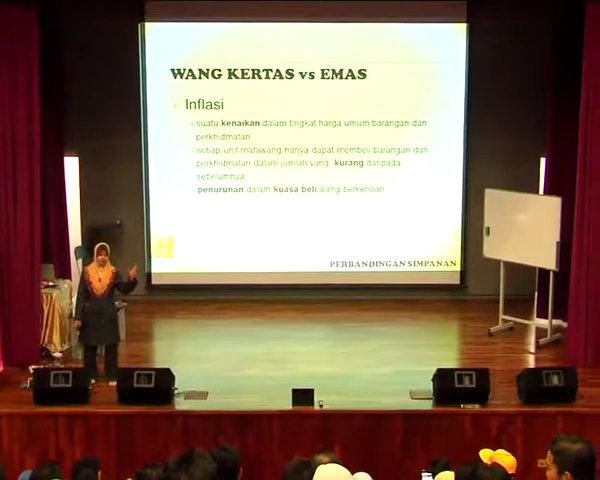 WANG KERTAS vs EMAS
Inflasi
- suatu kenaikan dalam tingkat harga umum barangan dan
perkhidmatan
- setiap unit matawang hanya dapat membeli barangan dan
perkhidmatan dalam jumlah yang kurang daripada
sebelumnya
penurunan dalam kuasa beli wang berkenaan
PERBANDINGAN SIMPANAN